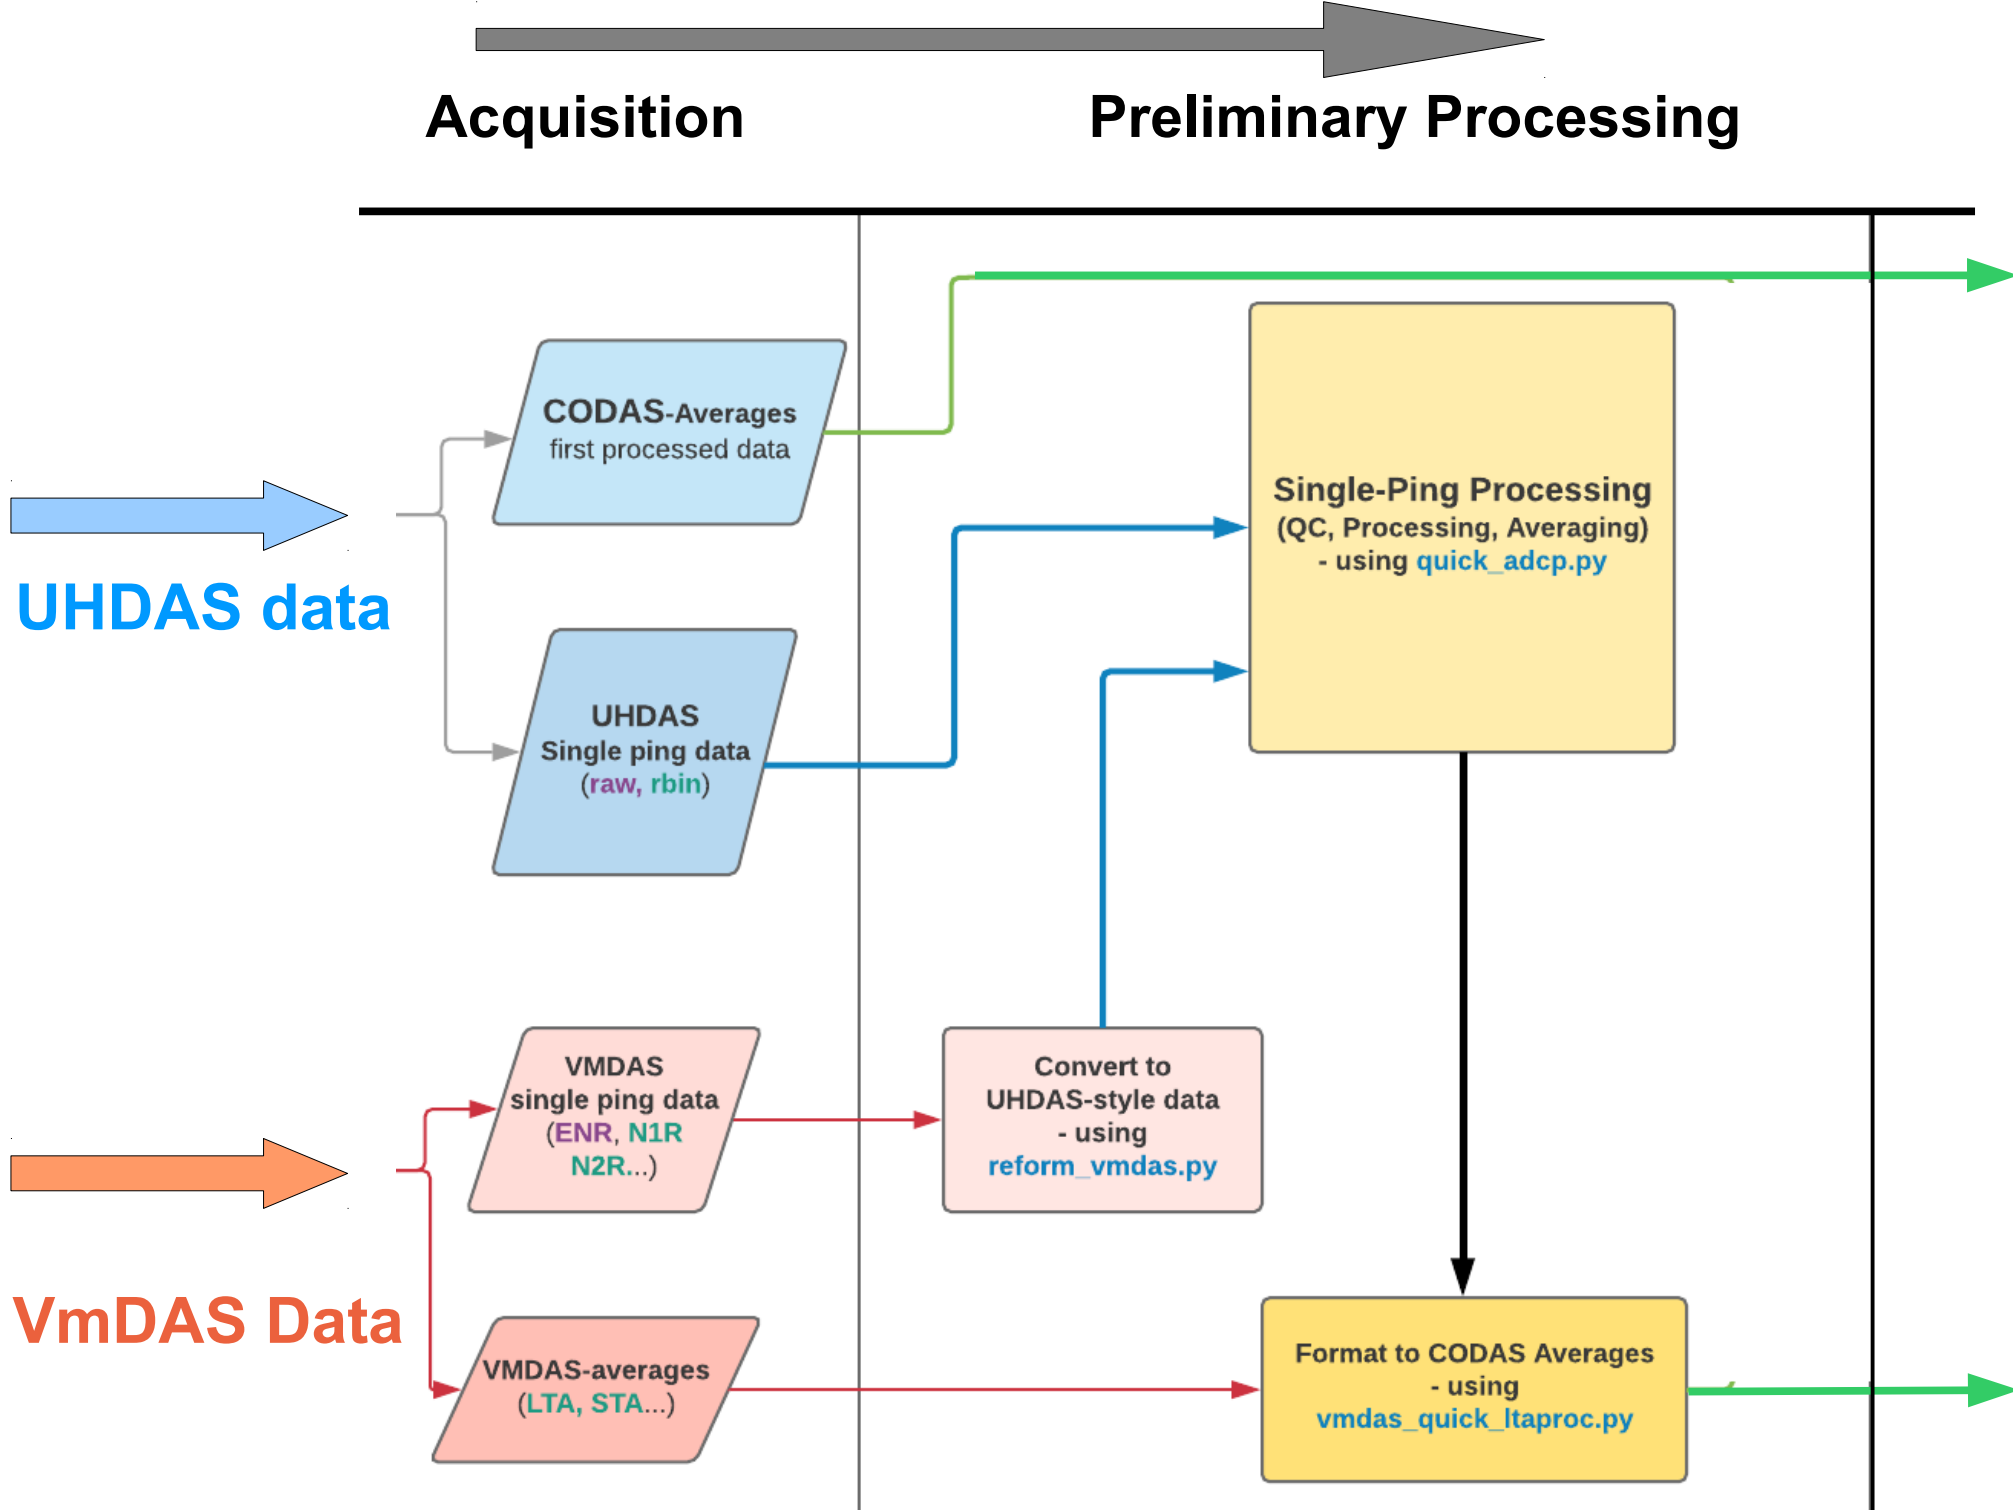 Acquisition
Preliminary Processing
CODAS-Averages
first processed data
UHDAS data
UHDAS
Single ping data
(raw, rbin)
Single-Ping Processing
(QC, Processing, Averaging)
- using quick_adcp.py
VmDAS Data
VMDAS
single ping data
(ENR, N1R
N2R...)
Convert to
UHDAS-style data
- using
reform_vmdas.py
VMDAS-averages
(LTA, STA...)
Format to CODAS Averages
- using
vmdas_quick_ltaproc.py